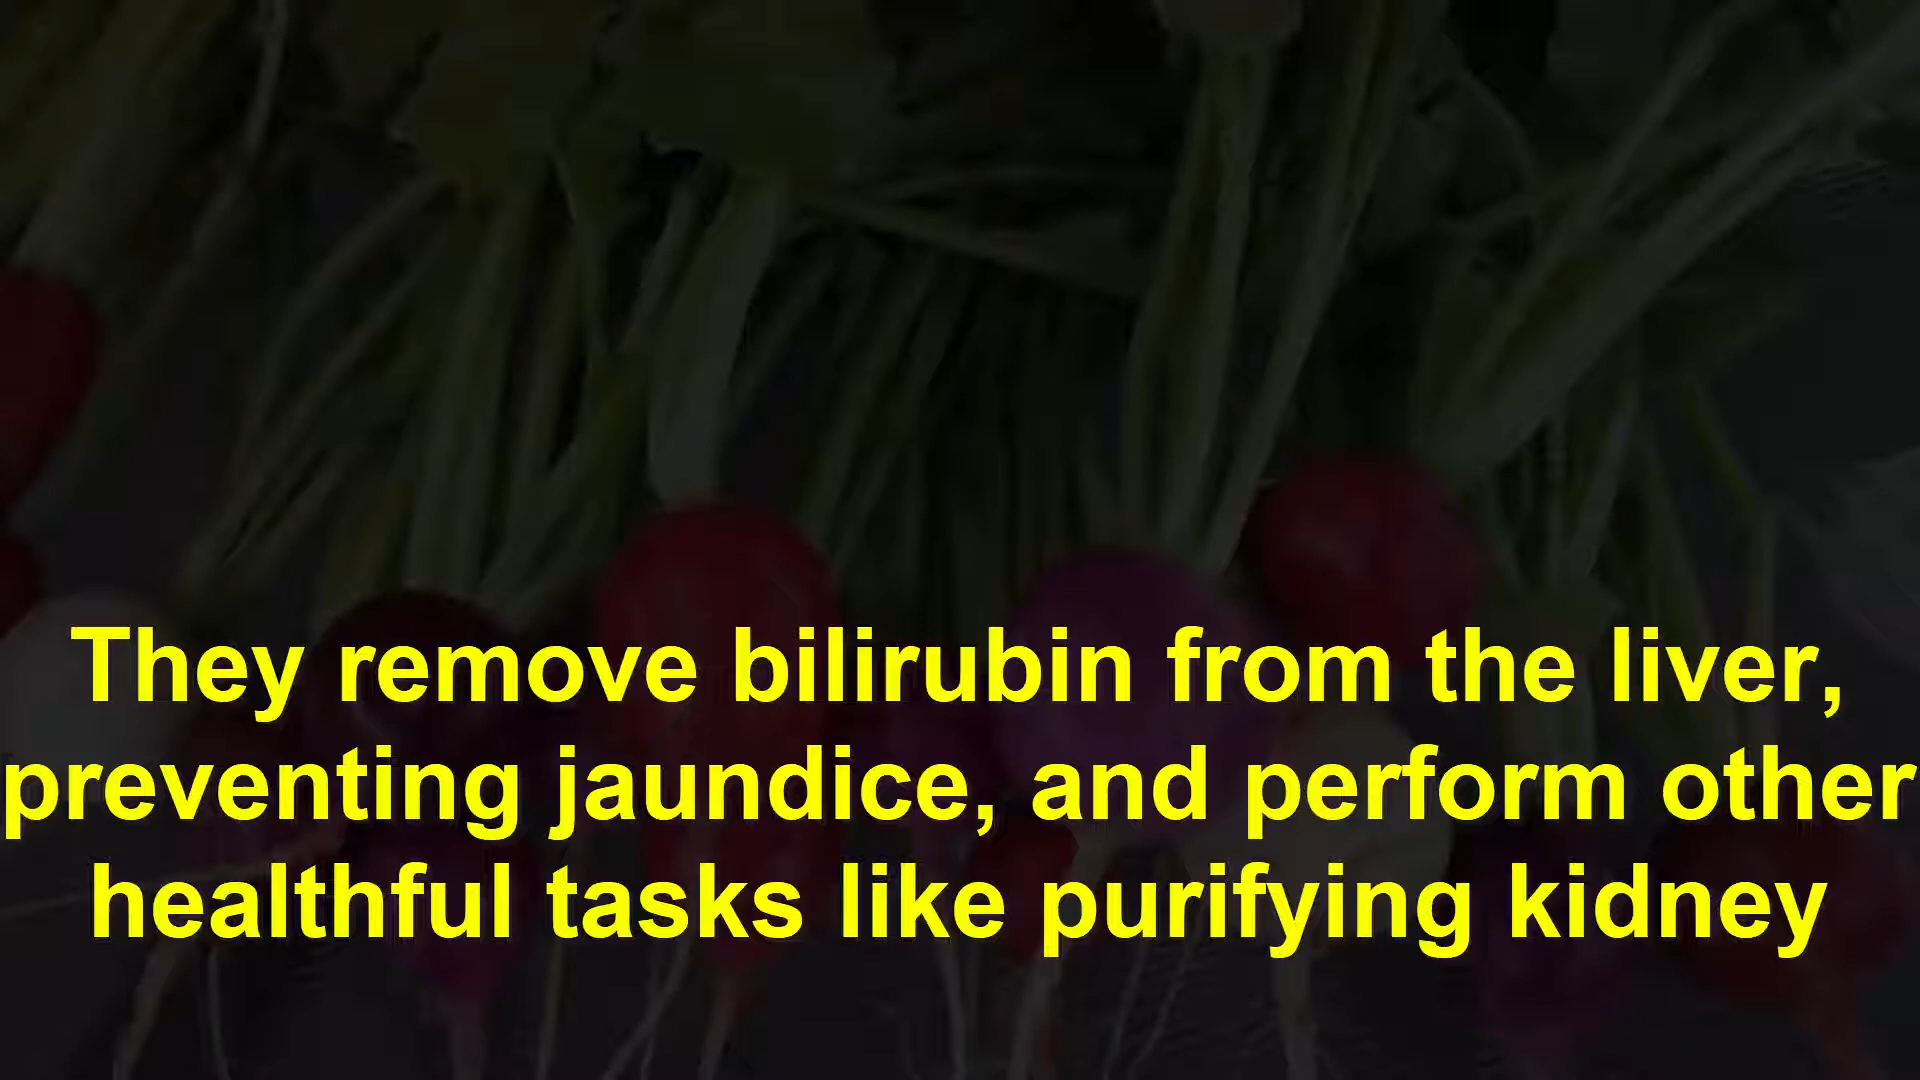 They remove bilirubin from the liver,
preventing jaundice, and perform other
healthful tasks like purifying kidney